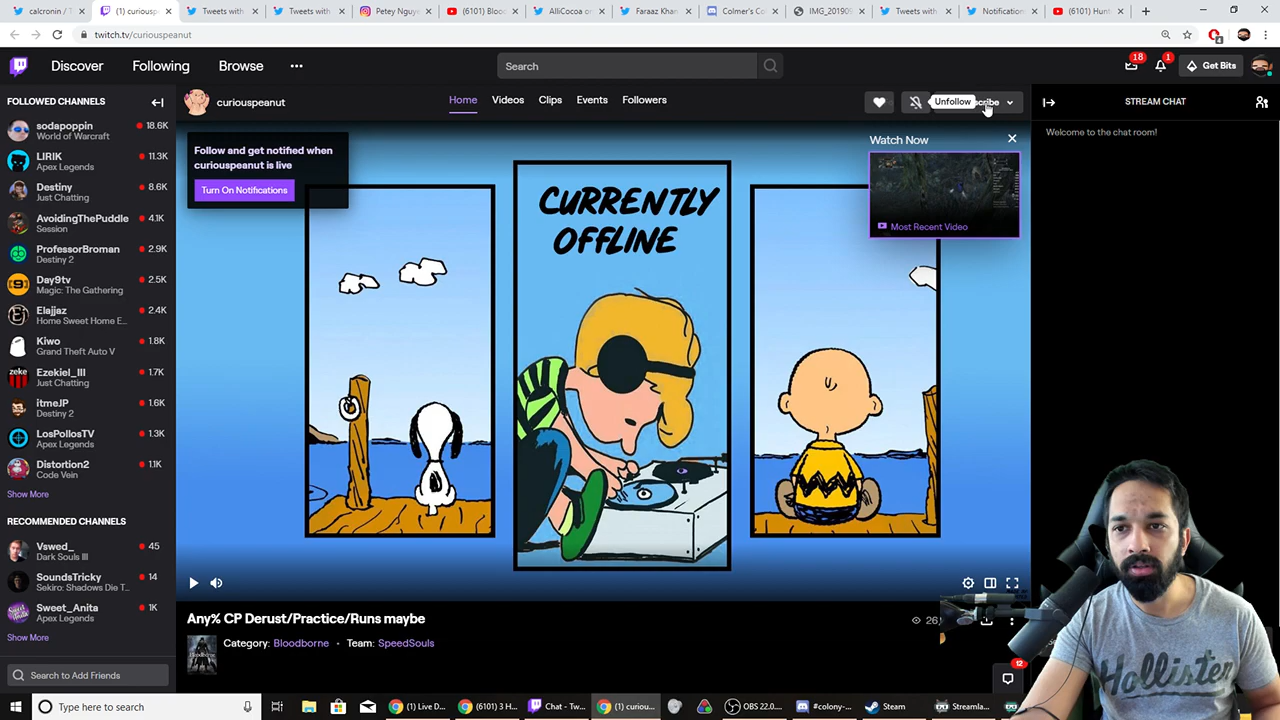 calcronin / T
(1) curiousp
Tweets with
Tweets with
Petey Nguye
(6101) Bloo
AlliCocoa on
Faraaz Khan
Colmer's Co
IMG_201909
Tweets with
Notification
(6101) Hunt
twitch.tv/curiouspeanut
Discover Following Browse
Search
18
1
Get Bits
FOLLOWED CHANNELS
sodapoppin 18.6K
World of Warcraft
LIRIK 11.3K
Apex Legends
Destiny 8.6K
Just Chatting
AvoidingThePuddle 4.1K
Session
ProfessorBroman 2.9K
Destiny 2
Day9tv 2.5K
Magic: The Gathering
Elajjaz 2.4K
Home Sweet Home E...
Kiwo 1.8K
Grand Theft Auto V
zeke
Ezekiel_III 1.7K
Just Chatting
itmeJP 1.6K
Destiny 2
LosPollosTV 1.3K
Apex Legends
Distortion2 1.1K
Code Vein
Show More
RECOMMENDED CHANNELS
Vswed_ 45
Dark Souls III
SoundsTricky 14
Sekiro: Shadows Die T...
Sweet_Anita 1K
Apex Legends
Show More
Search to Add Friends
curiouspeanut
Home Videos Clips Events Followers
Unfollow
cribe
Follow and get notified when
curiouspeanut is live
Turn On Notifications
CURRENTLY
OFFLINE
Watch Now
Most Recent Video
Any% CP Derust/Practice/Runs maybe
Category: Bloodborne • Team: SpeedSouls
26
STREAM CHAT
Welcome to the chat room!
12
Hollister
Type here to search
(1) Live D...
(6101) 3 H...
Chat - Tw...
(1) curiou...
OBS 22.0....
#colony-...
Steam
Streamla...